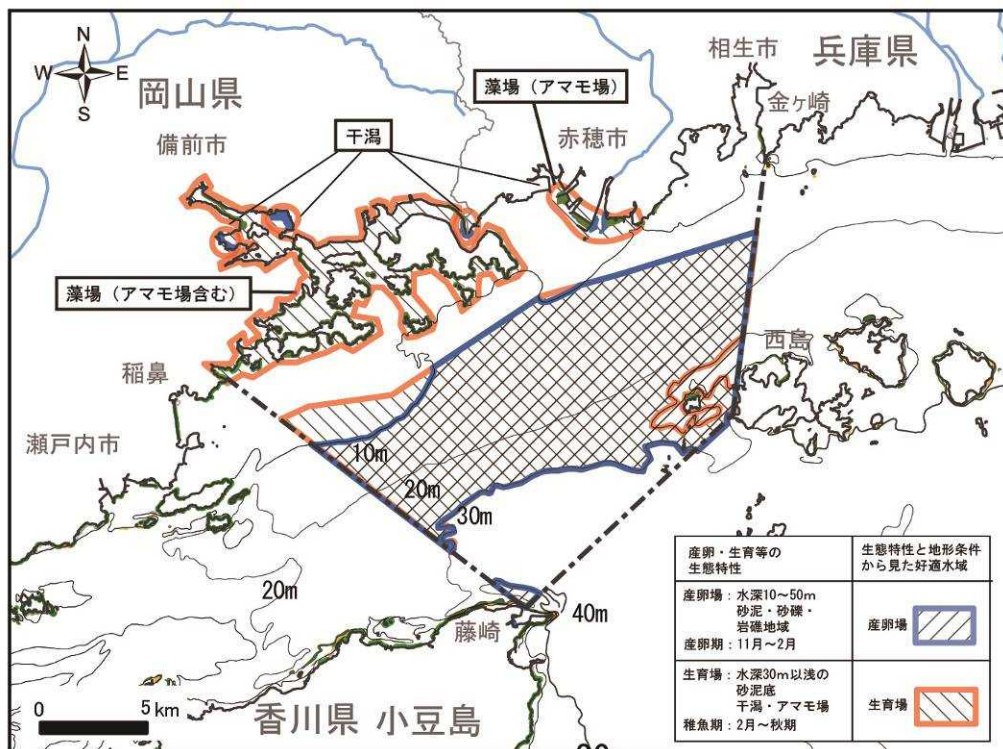 N
W E
S
岡山県
備前市
干潟
藻場（アマモ場）
赤穂市
相生市
兵庫県
金ヶ崎
藻場（アマモ場含む）
稲鼻
瀬戸内市
西島
10m
20m
30m
20m
40m
藤崎
香川県 小豆島
0 5km
産卵・生育等の
生態特性
生態特性と地形条件
から見た好適水域
産卵場：水深10～50m
砂泥・砂礫・
岩礁地域
産卵期：11月～2月
産卵場
生育場：水深30m以浅の
砂泥底
干潟・アマモ場
稚魚期：2月～秋期
生育場